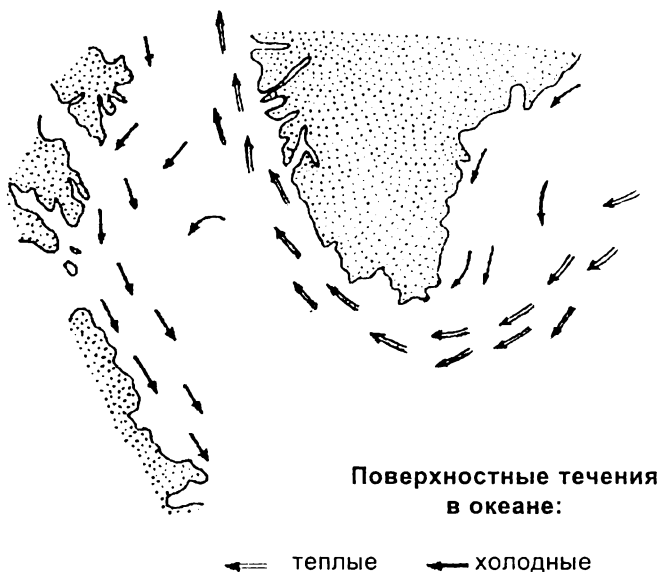 Поверхностные течения
в океане:
теплые холодные